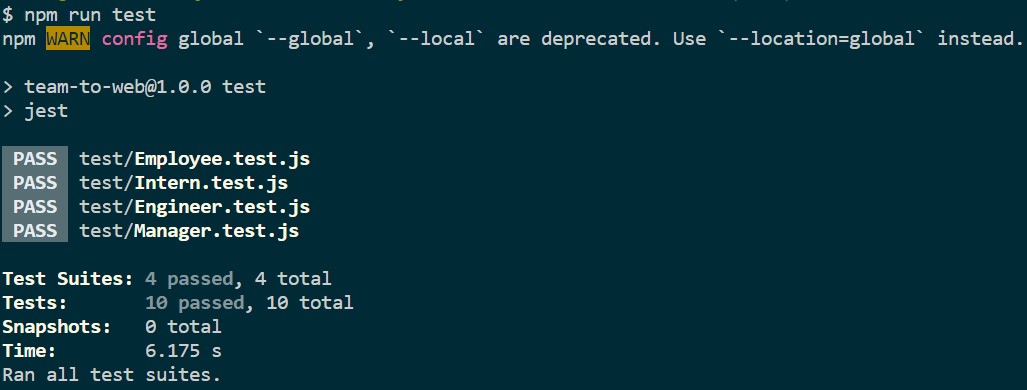 $ npm run test
npm WARN config global `--global`, `--local` are deprecated. Use `--location=global` instead.
> team-to-web@1.0.0 test
> jest
PASS test/Employee.test.js
PASS test/Intern.test.js
PASS test/Engineer.test.js
PASS test/Manager.test.js
Test Suites: 4 passed, 4 total
Tests: 10 passed, 10 total
Snapshots: 0 total
Time: 6.175 s
Ran all test suites.